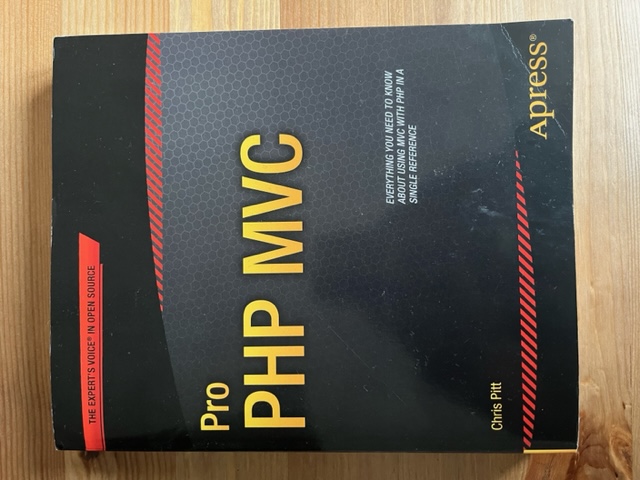 THE EXPERT'S VOICE® IN OPEN SOURCE
Pro
PHP MVC
EVERYTHING YOU NEED TO KNOW
ABOUT USING MVC WITH PHP IN A
SINGLE REFERENCE
Chris Pitt
Apress®